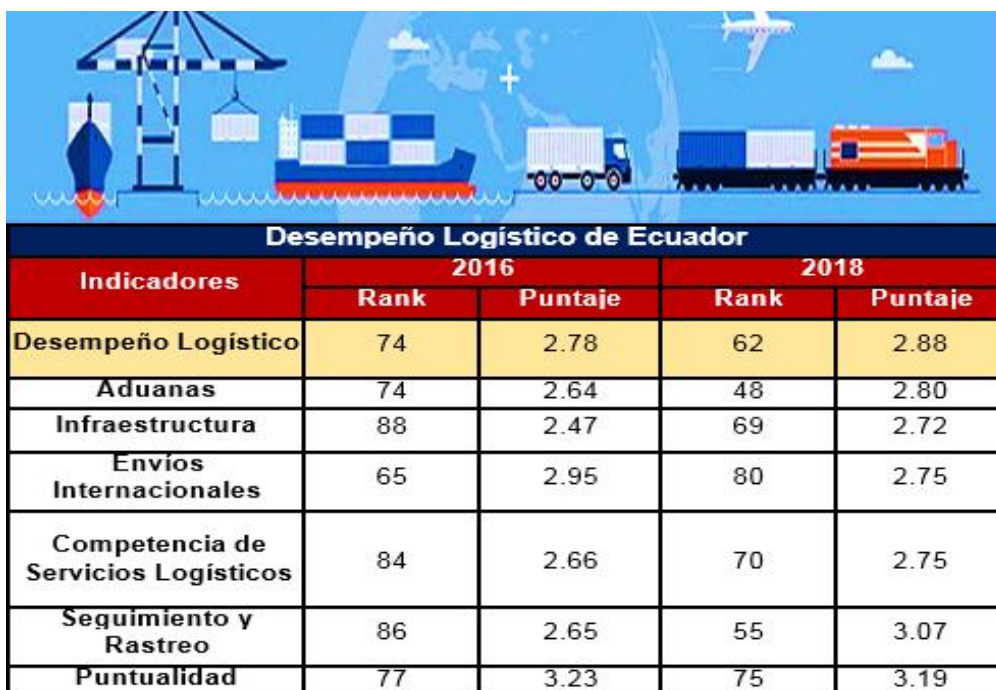 Desempeño Logístico de Ecuador
Indicadores 2016 2018
Rank Puntaje Rank Puntaje
Desempeño Logístico 74 2.78 62 2.88
Aduanas 74 2.64 48 2.80
Infraestructura 88 2.47 69 2.72
Envíos
Internacionales 65 2.95 80 2.75
Competencia de
Servicios Logísticos 84 2.66 70 2.75
Seguimiento y
Rastreo 86 2.65 55 3.07
Puntualidad 77 3.23 75 3.19